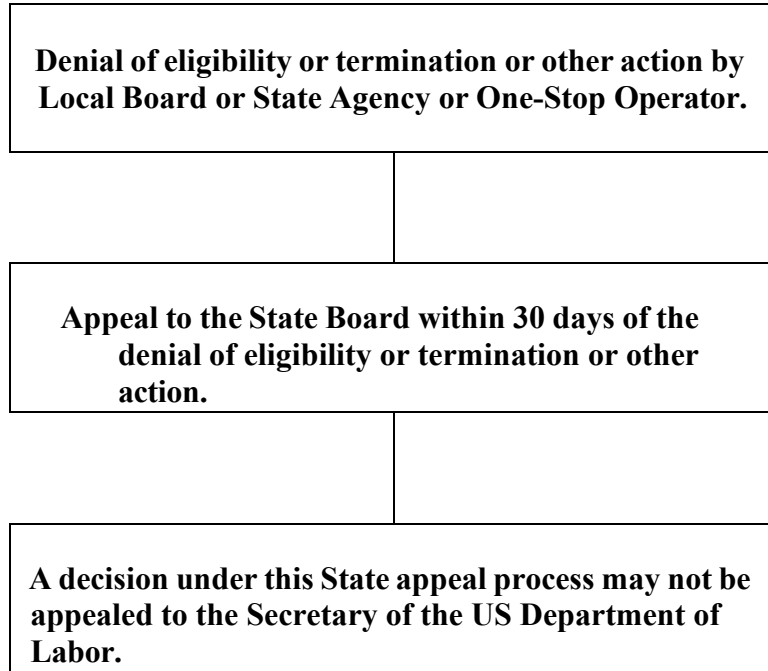 Denial of eligibility or termination or other action by
Local Board or State Agency or One-Stop Operator.
Appeal to the State Board within 30 days of the
denial of eligibility or termination or other
action.
A decision under this State appeal process may not be
appealed to the Secretary of the US Department of
Labor.